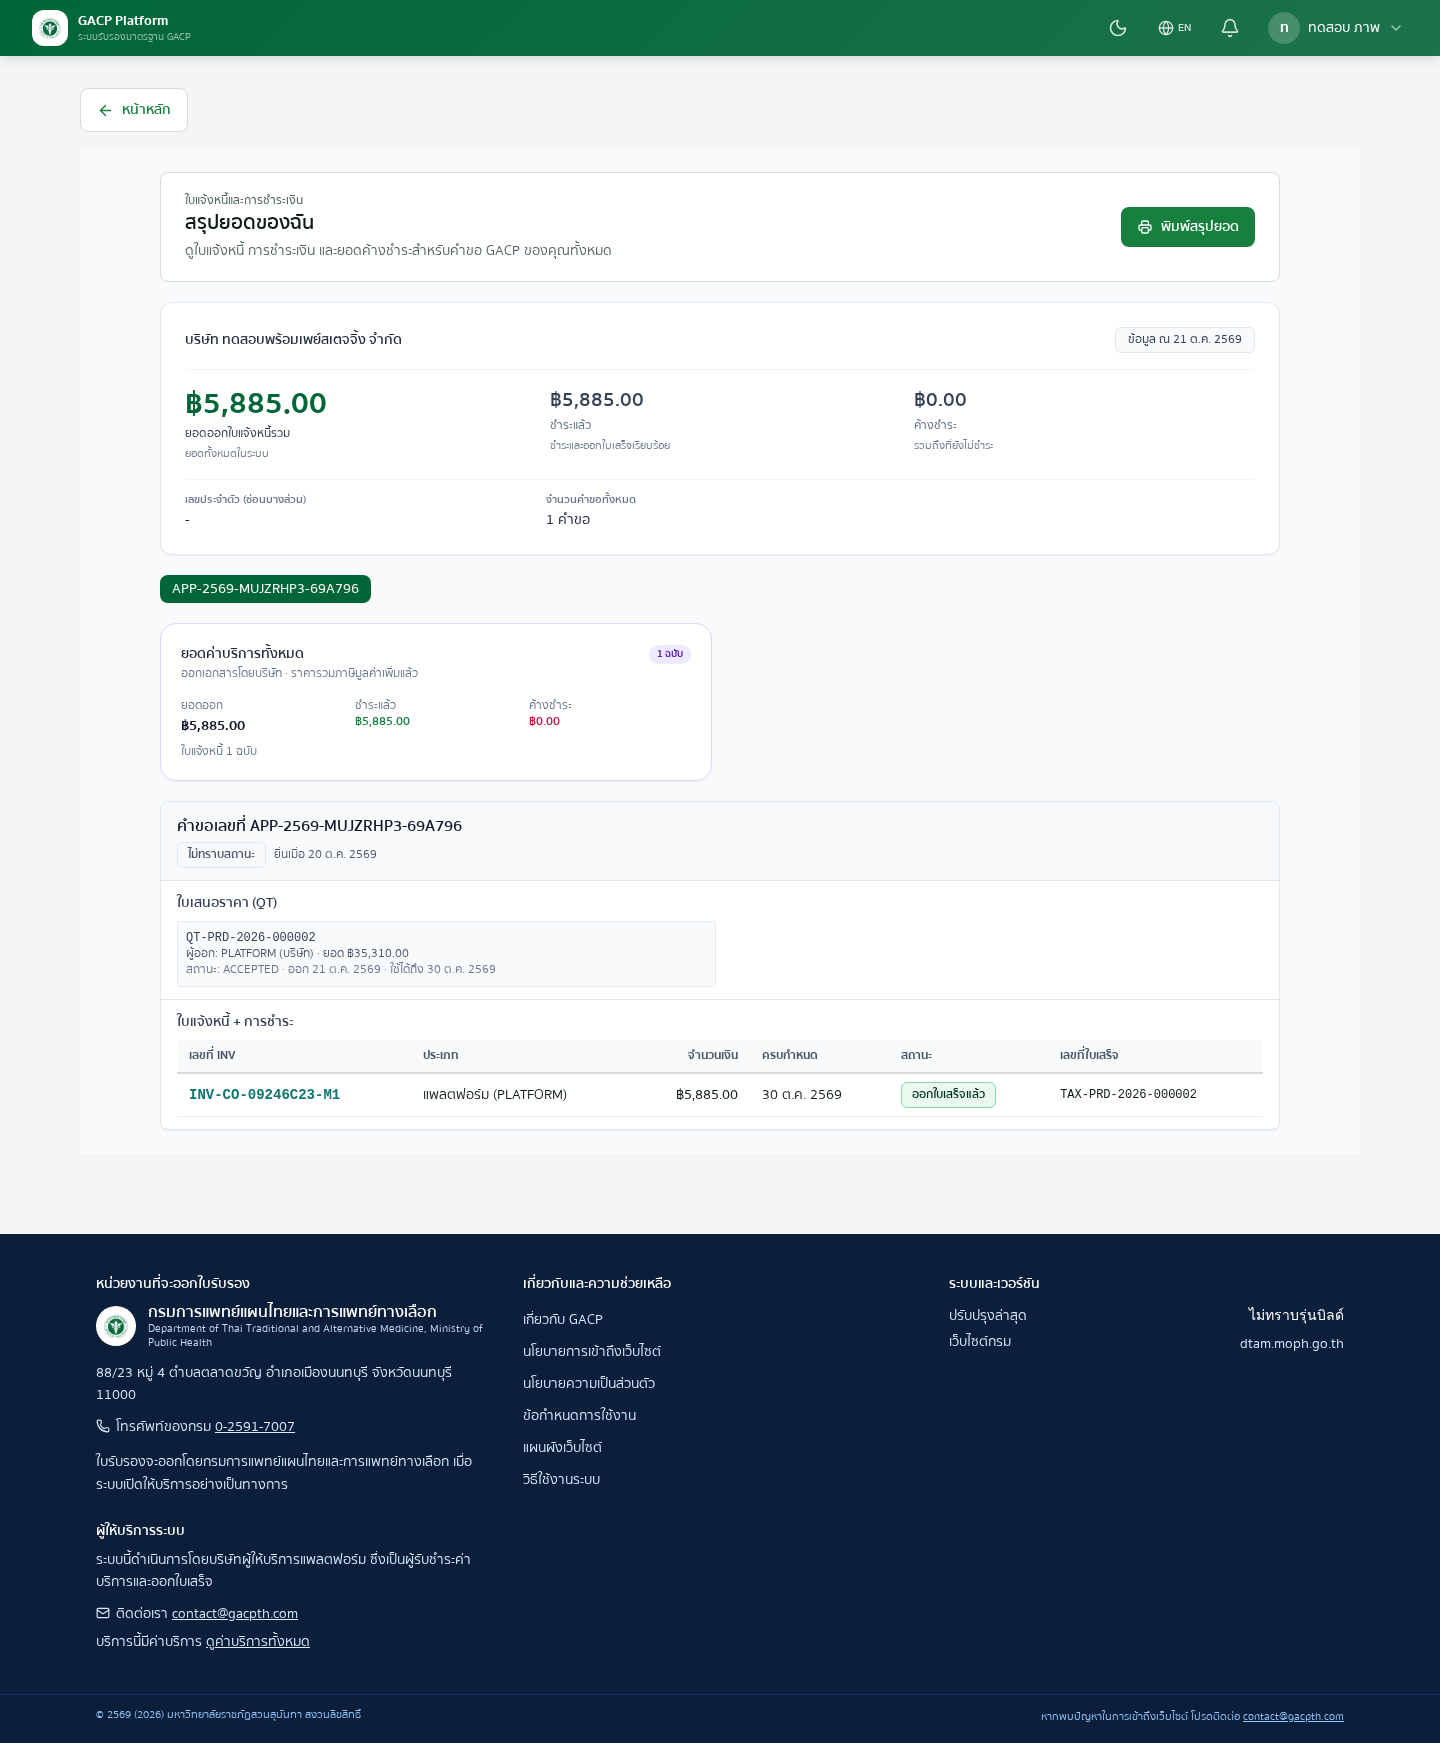 GACP Platform
ระบบรับรองมาตรฐาน GACP
EN
ท
ทดสอบ ภาพ
หน้าหลัก
ใบแจ้งหนี้และการชำระเงิน
สรุปยอดของฉัน
ดูใบแจ้งหนี้ การชำระเงิน และยอดค้างชำระสำหรับคำขอ GACP ของคุณทั้งหมด
พิมพ์สรุปยอด
บริษัท ทดสอบพร้อมเพย์สเตจจิ้ง จำกัด
ข้อมูล ณ 21 ต.ค. 2569
฿5,885.00
ยอดออกใบแจ้งหนี้รวม
ยอดทั้งหมดในระบบ
฿5,885.00
ชำระแล้ว
ชำระและออกใบเสร็จเรียบร้อย
฿0.00
ค้างชำระ
รวมถึงที่ยังไม่ชำระ
เลขประจำตัว (ซ่อนบางส่วน)
-
จำนวนคำขอทั้งหมด
1 คำขอ
APP-2569-MUJZRHP3-69A796
ยอดค่าบริการทั้งหมด
1 ฉบับ
ออกเอกสารโดยบริษัท · ราคารวมภาษีมูลค่าเพิ่มแล้ว
ยอดออก
฿5,885.00
ชำระแล้ว
฿5,885.00
ค้างชำระ
฿0.00
ใบแจ้งหนี้ 1 ฉบับ
คำขอเลขที่ APP-2569-MUJZRHP3-69A796
ไม่ทราบสถานะ
ยื่นเมื่อ 20 ต.ค. 2569
ใบเสนอราคา (QT)
QT-PRD-2026-000002
ผู้ออก: PLATFORM (บริษัท) · ยอด ฿35,310.00
สถานะ: ACCEPTED · ออก 21 ต.ค. 2569 · ใช้ได้ถึง 30 ต.ค. 2569
ใบแจ้งหนี้ + การชำระ
เลขที่ INV ประเภท จำนวนเงิน ครบกำหนด สถานะ เลขที่ใบเสร็จ
INV-CO-09246C23-M1 แพลตฟอร์ม (PLATFORM) ฿5,885.00 30 ต.ค. 2569 ออกใบเสร็จแล้ว TAX-PRD-2026-000002
หน่วยงานที่จะออกใบรับรอง
กรมการแพทย์แผนไทยและการแพทย์ทางเลือก
Department of Thai Traditional and Alternative Medicine, Ministry of
Public Health
88/23 หมู่ 4 ตำบลตลาดขวัญ อำเภอเมืองนนทบุรี จังหวัดนนทบุรี
11000
โทรศัพท์ของกรม 0-2591-7007
ใบรับรองจะออกโดยกรมการแพทย์แผนไทยและการแพทย์ทางเลือก เมื่อ
ระบบเปิดให้บริการอย่างเป็นทางการ
ผู้ให้บริการระบบ
ระบบนี้ดำเนินการโดยบริษัทผู้ให้บริการแพลตฟอร์ม ซึ่งเป็นผู้รับชำระค่า
บริการและออกใบเสร็จ
ติดต่อเรา contact@gacpth.com
บริการนี้มีค่าบริการ ดูค่าบริการทั้งหมด
เกี่ยวกับและความช่วยเหลือ
เกี่ยวกับ GACP
นโยบายการเข้าถึงเว็บไซต์
นโยบายความเป็นส่วนตัว
ข้อกำหนดการใช้งาน
แผนผังเว็บไซต์
วิธีใช้งานระบบ
ระบบและเวอร์ชัน
ปรับปรุงล่าสุด ไม่ทราบรุ่นบิลด์
เว็บไซต์กรม dtam.moph.go.th
© 2569 (2026) มหาวิทยาลัยราชภัฏสวนสุนันทา สงวนลิขสิทธิ์
หากพบปัญหาในการเข้าถึงเว็บไซต์ โปรดติดต่อ contact@gacpth.com